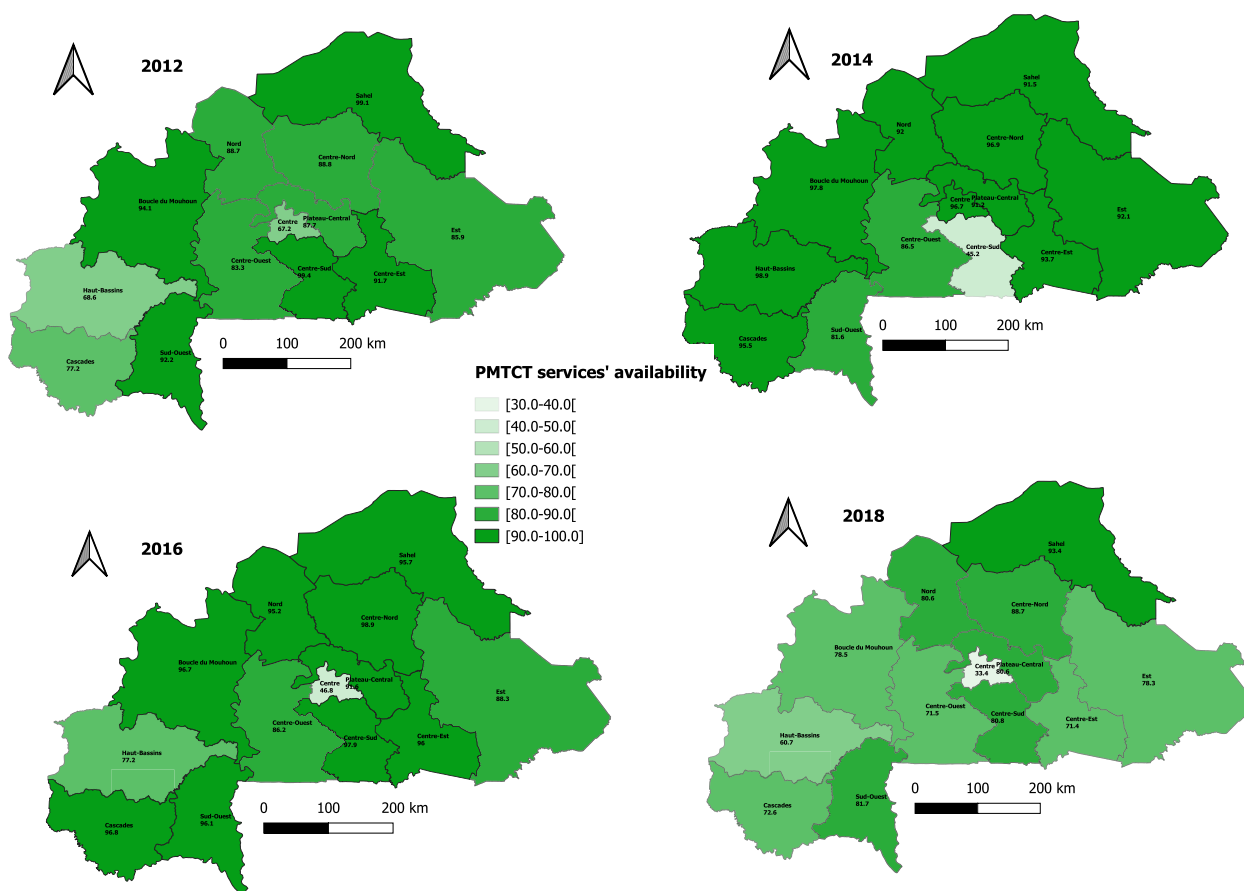 2012
Sahel
99.1
Nord
88.7
Centre-Nord
88.8
Boucle du Mouhoun
94.1
Centre
67.2
Plateau-Central
87.7
Est
85.9
Centre-Ouest
83.3
Centre-Sud
99.4
Centre-Est
91.7
Haut-Bassins
68.6
Cascades
77.2
Sud-Ouest
92.2
0 100 200 km
2014
Sahel
91.5
Nord
92
Centre-Nord
96.9
Boucle du Mouhoun
97.8
Centre
96.7
Plateau-Central
91.2
Est
92.1
Centre-Ouest
86.5
Centre-Sud
45.2
Centre-Est
93.7
Haut-Bassins
98.9
Cascades
95.5
Sud-Ouest
81.6
0 100 200 km
PMTCT services' availability
[30.0-40.0[
[40.0-50.0[
[50.0-60.0[
[60.0-70.0[
[70.0-80.0[
[80.0-90.0[
[90.0-100.0]
2016
Sahel
95.7
Nord
95.2
Centre-Nord
98.9
Boucle du Mouhoun
96.7
Centre
46.8
Plateau-Central
91.6
Est
88.3
Centre-Ouest
86.2
Centre-Sud
97.9
Centre-Est
96
Haut-Bassins
77.2
Cascades
96.8
Sud-Ouest
96.1
0 100 200 km
2018
Sahel
93.4
Nord
80.6
Centre-Nord
88.7
Boucle du Mouhoun
78.5
Centre
33.4
Plateau-Central
Est
78.3
Centre-Ouest
71.5
Centre-Sud
80.8
Centre-Est
71.4
Haut-Bassins
60.7
Cascades
72.6
Sud-Ouest
81.7
0 100 200 km